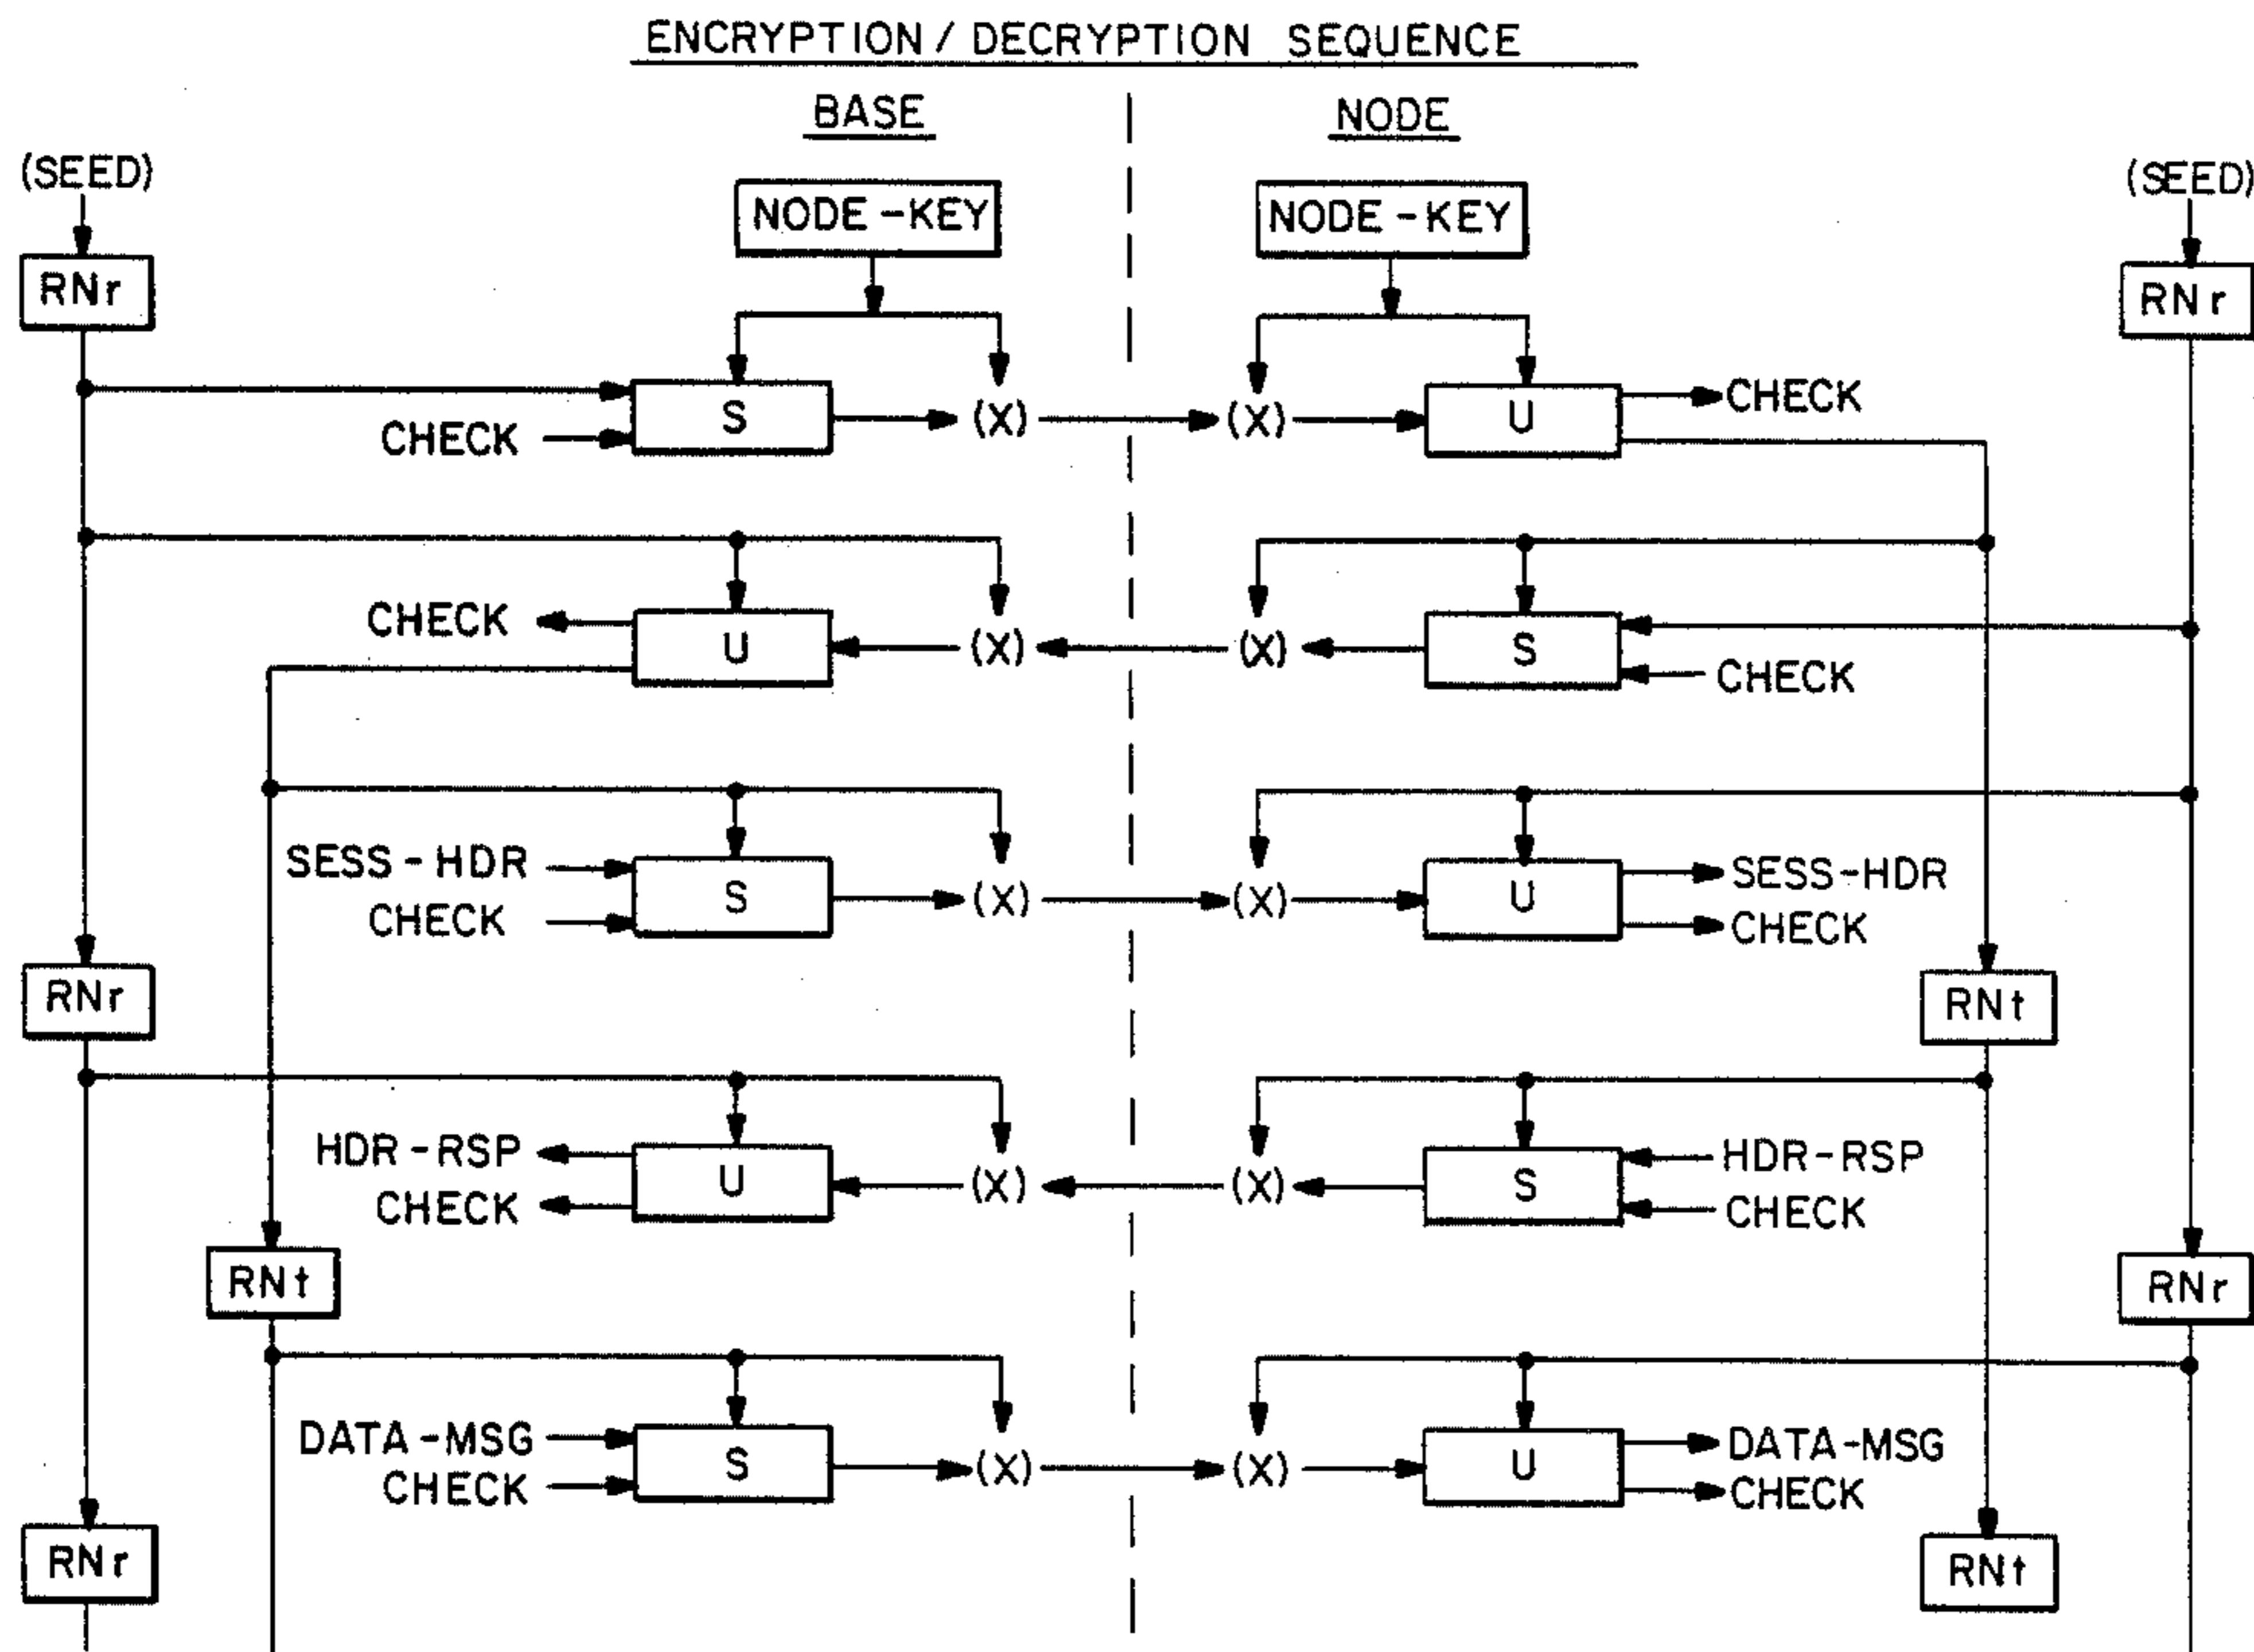 ENCRYPTION / DECRYPTION SEQUENCE
BASE NODE
(SEED) (SEED)
NODE-KEY NODE-KEY
RNr RNr
S (X) (X) U CHECK
CHECK
CHECK U (X) (X) S
CHECK
SESS-HDR SESS-HDR
S (X) (X) U
CHECK CHECK
RNr RNt
HDR-RSP HDR-RSP
U (X) (X) S
CHECK CHECK
RNt RNr
DATA-MSG DATA-MSG
S (X) (X) U
CHECK CHECK
RNr RNt